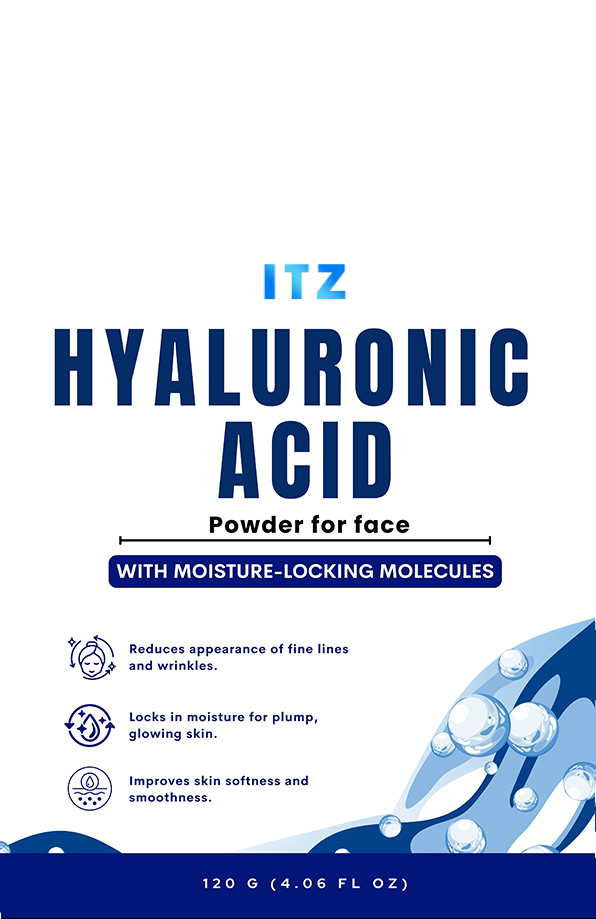 ITZ
HYALURONIC
ACID
Powder for face
WITH MOISTURE-LOCKING MOLECULES
Reduces appearance of fine lines
and wrinkles.
Locks in moisture for plump,
glowing skin.
Improves skin softness and
smoothness.
120 G (4.06 FL OZ)